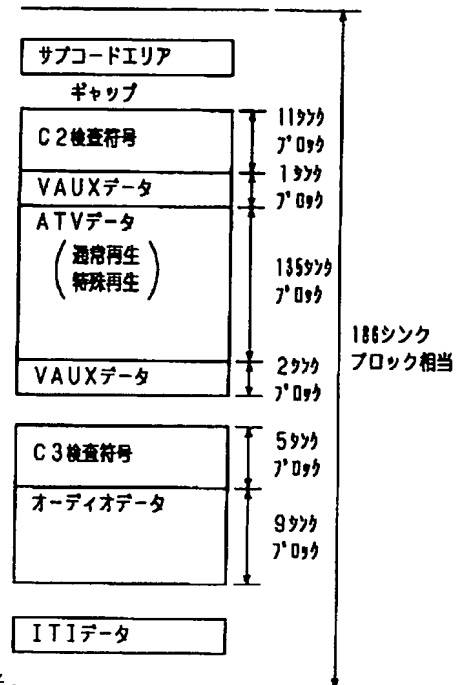 サブコードエリア
ギャップ
C2検査符号
11シンク
ブロック
VAUXデータ
1シンク
ブロック
ATVデータ
(通常再生
特殊再生)
135シンク
ブロック
186シンク
ブロック相当
VAUXデータ
2シンク
ブロック
C3検査符号
5シンク
ブロック
オーディオデータ
9シンク
ブロック
ITIデータ